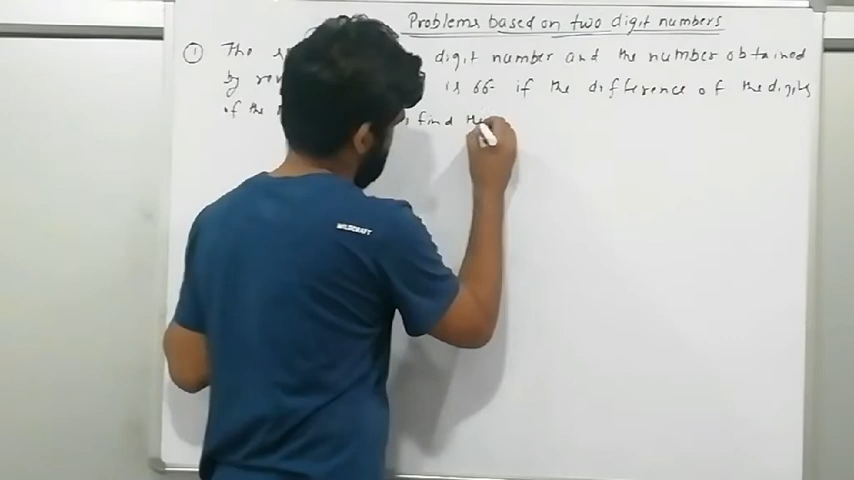 Problems based on two digit numbers
① The digit number and the number obtained
by is 66. if the difference of the digits
of the find the
WILDCRAFT